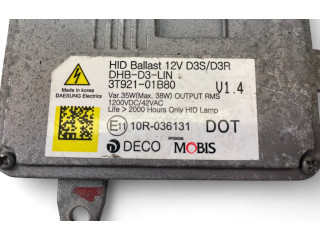 HID Ballast 12V D3S/D3R
DHB-D3-LIN
3T921-01B80
V1.4
Made in korea
DAESUNG Electrics
Var.35W(Max. 38W) OUTPUT RMS
1200VDC/42VAC
Life > 2000 Hours Only HID Lamp
E11 10R-036131 DOT
DECO MOBIS